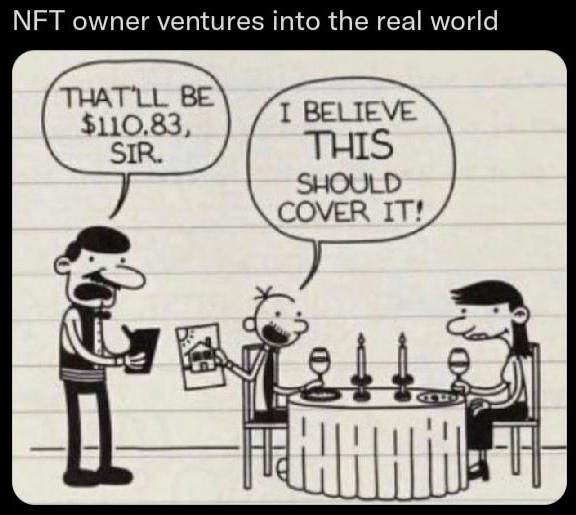 NFT owner ventures into the real world
THAT'LL BE
$110.83,
SIR.
I BELIEVE
THIS
SHOULD
COVER IT!